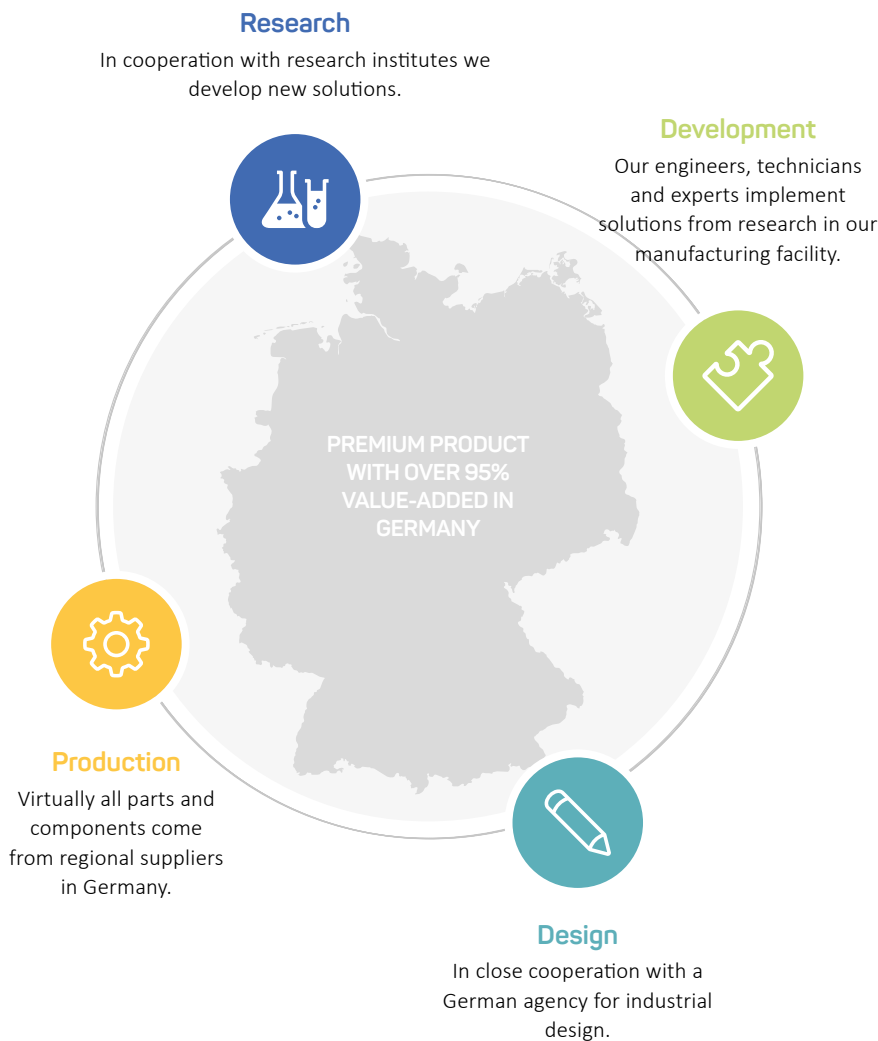 Research
In cooperation with research institutes we
develop new solutions.
Development
Our engineers, technicians
and experts implement
solutions from research in our
manufacturing facility.
PREMIUM PRODUCT
WITH OVER 95%
VALUE-ADDED IN
GERMANY
Production
Virtually all parts and
components come
from regional suppliers
in Germany.
Design
In close cooperation with a
German agency for industrial
design.